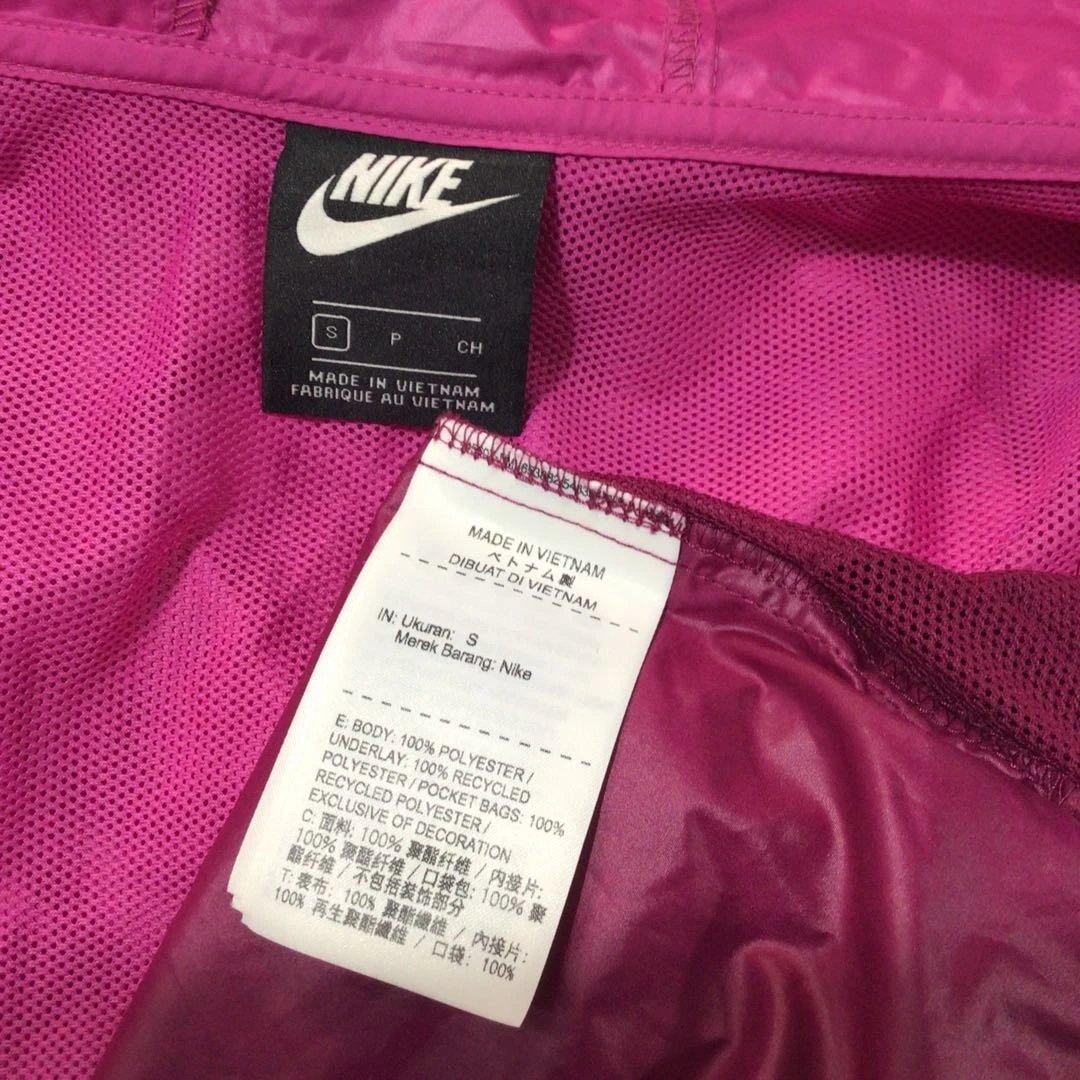 NIKE
S P CH
MADE IN VIETNAM
FABRIQUE AU VIETNAM
MADE IN VIETNAM
ベトナム製
DIBUAT DI VIETNAM
IN: Ukuran: S
Merek Barang: Nike
E: BODY: 100% POLYESTER /
UNDERLAY: 100% RECYCLED
POLYESTER / POCKET BAGS: 100%
RECYCLED POLYESTER /
EXCLUSIVE OF DECORATION
C: 面料: 100% 聚酯纤维 / 内接片:
100% 聚酯纤维 / 口袋包: 100% 聚
酯纤维 / 不包括装饰部分
T: 表布: 100% 聚酯纖維 / 內接片:
100% 再生聚酯纖維 / 口袋: 100%